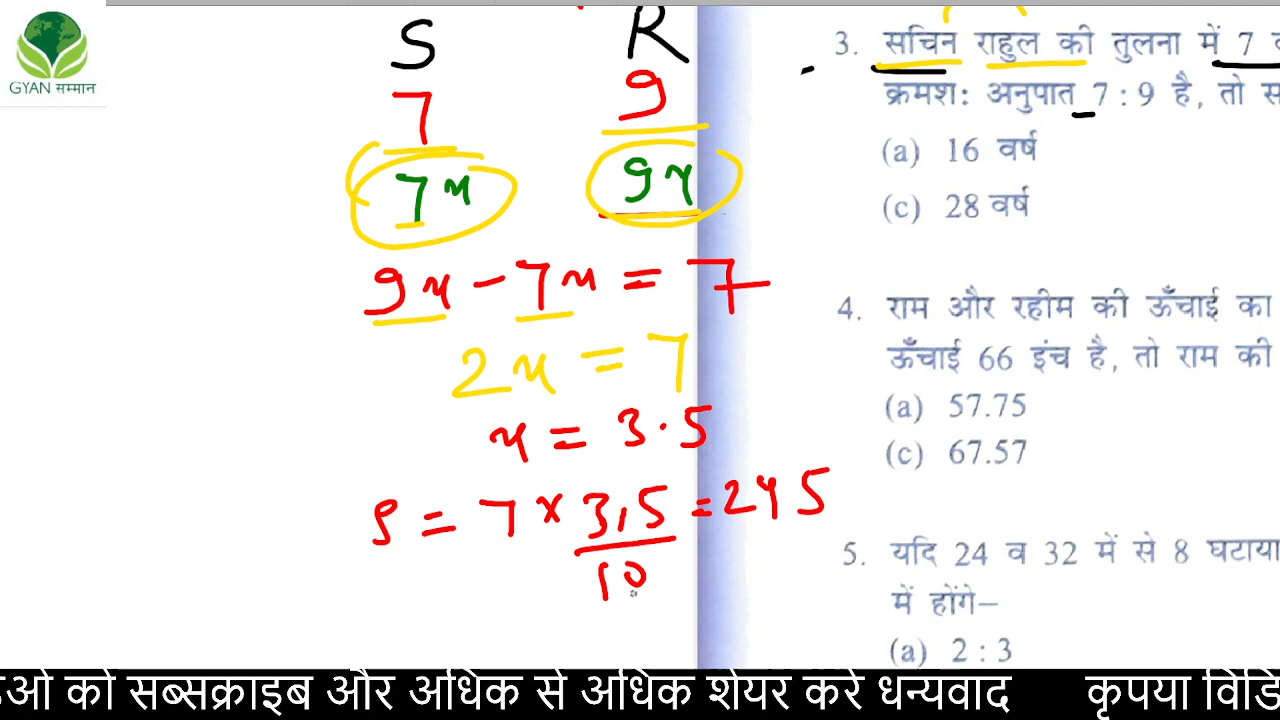 GYAN सम्मान
S R
7 9
7x 9x
9x - 7x = 7
2x = 7
x = 3.5
S = 7 × 3.5 = 245
10
3. सचिन राहुल की तुलना में 7
क्रमश: अनुपात 7 : 9 है, तो
(a) 16 वर्ष
(c) 28 वर्ष
4. राम और रहीम की ऊँचाई का
ऊँचाई 66 इंच है, तो राम की
(a) 57.75
(c) 67.57
5. यदि 24 व 32 में से 8 घटाया
में होंगे–
(a) 2 : 3
को सब्सक्राइब और अधिक से अधिक शेयर करे धन्यवाद कृपया